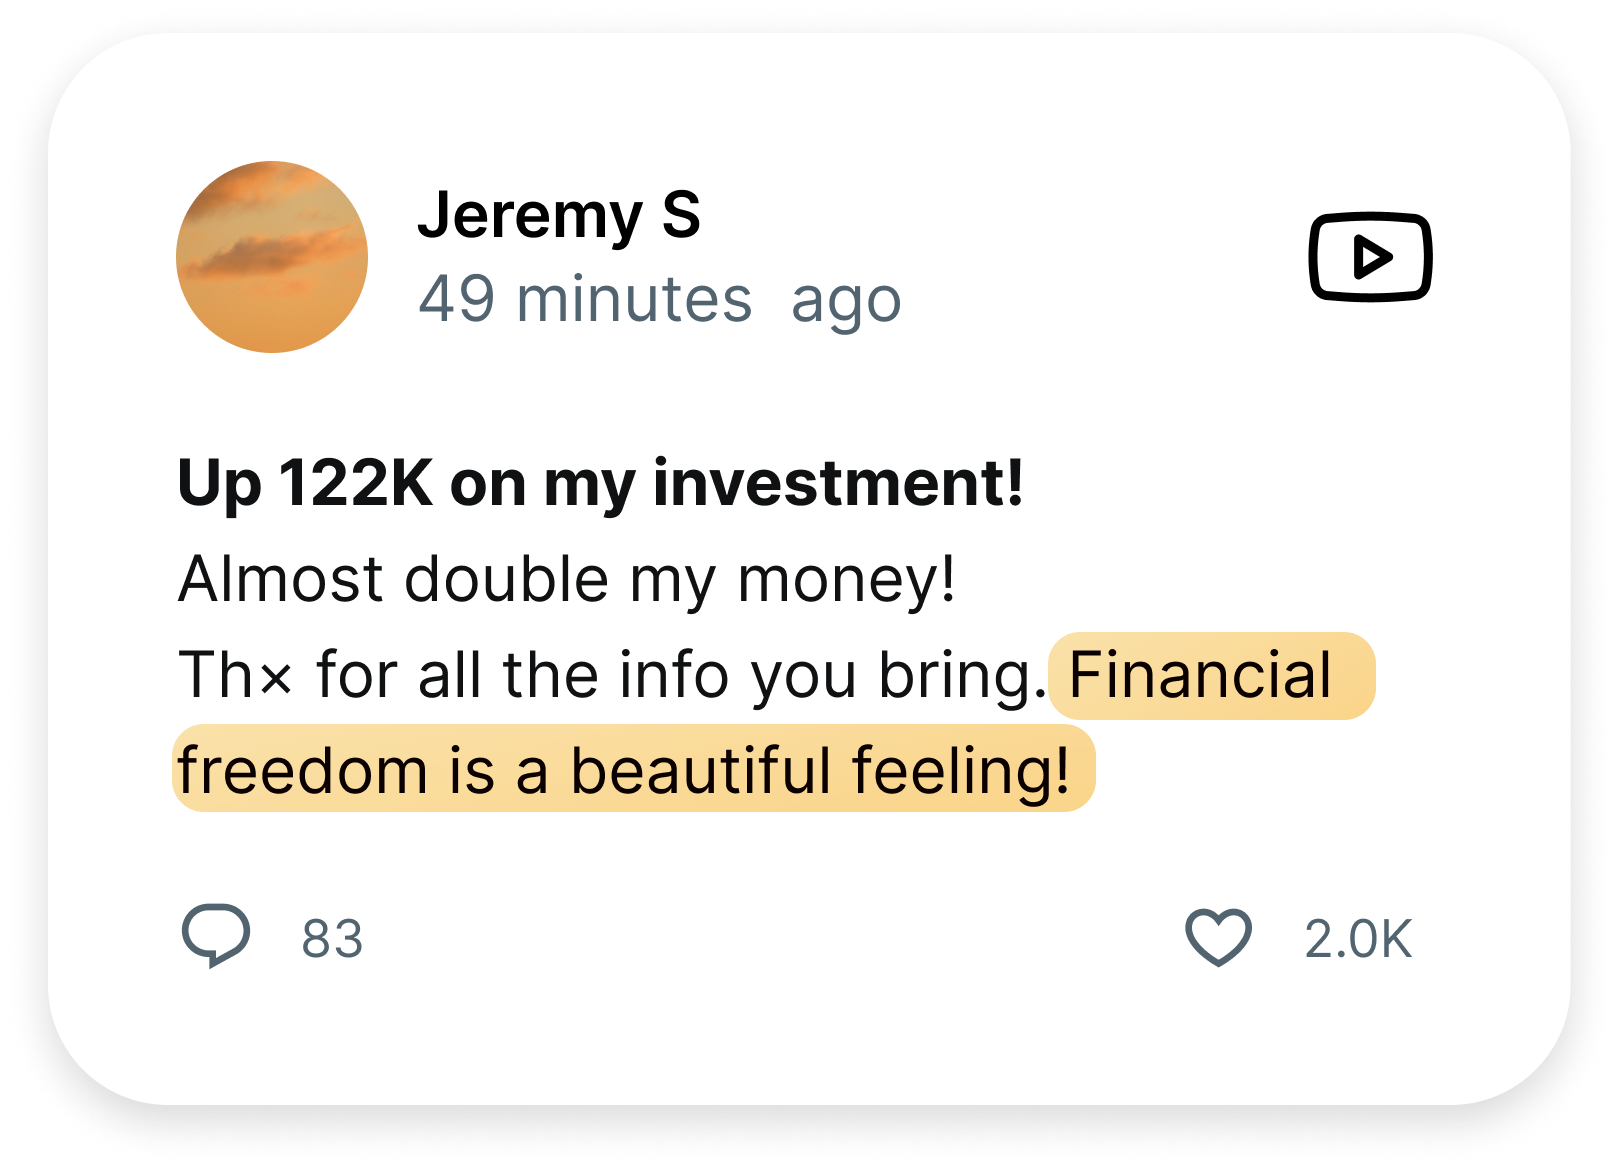 Jeremy S
49 minutes  ago
Up 122K on my investment!
Almost double my money!
Th× for all the info you bring. Financial
freedom is a beautiful feeling!
83
2.0K